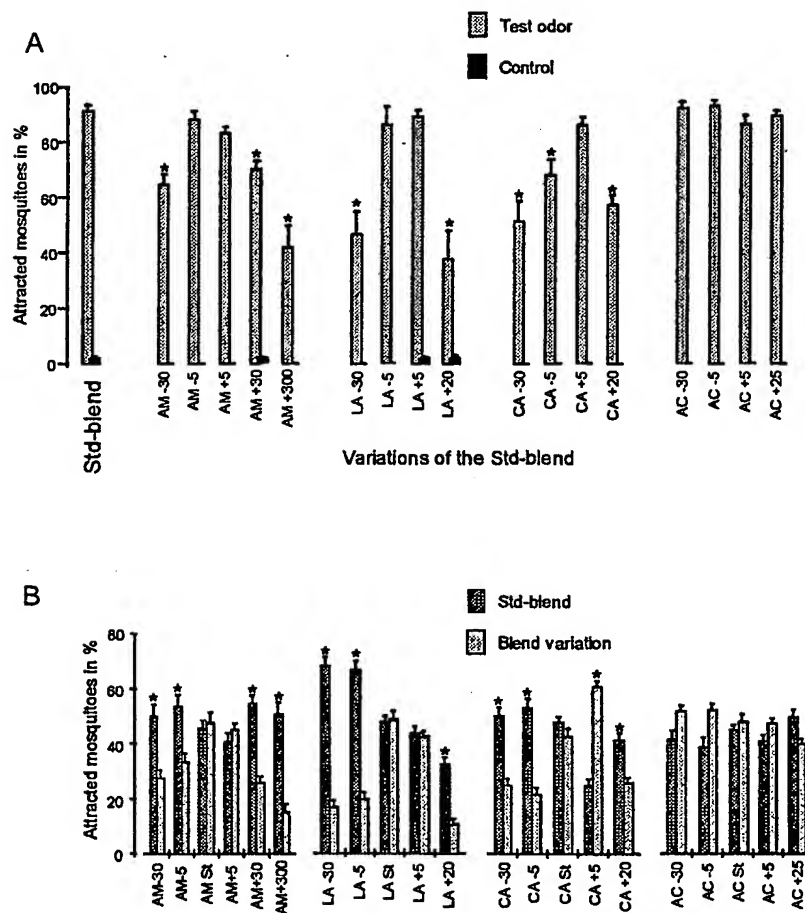 A
Test odor
Control
Attracted mosquitoes in %
100
80
60
40
20
0
Std-blend
AM -30
AM -5
AM +5
AM +30
AM +300
LA -30
LA -5
LA +5
LA +20
CA -30
CA -5
CA +5
CA +20
AC -30
AC -5
AC +5
AC +25
Variations of the Std-blend
B
Std-blend
Blend variation
Attracted mosquitoes in %
80
60
40
20
0
AM-30
AM-5
AM St
AM+5
AM+30
AM+300
LA -30
LA -5
LA St
LA +5
LA +20
CA -30
CA -5
CA St
CA +5
CA +20
AC -30
AC -5
AC St
AC +5
AC +25